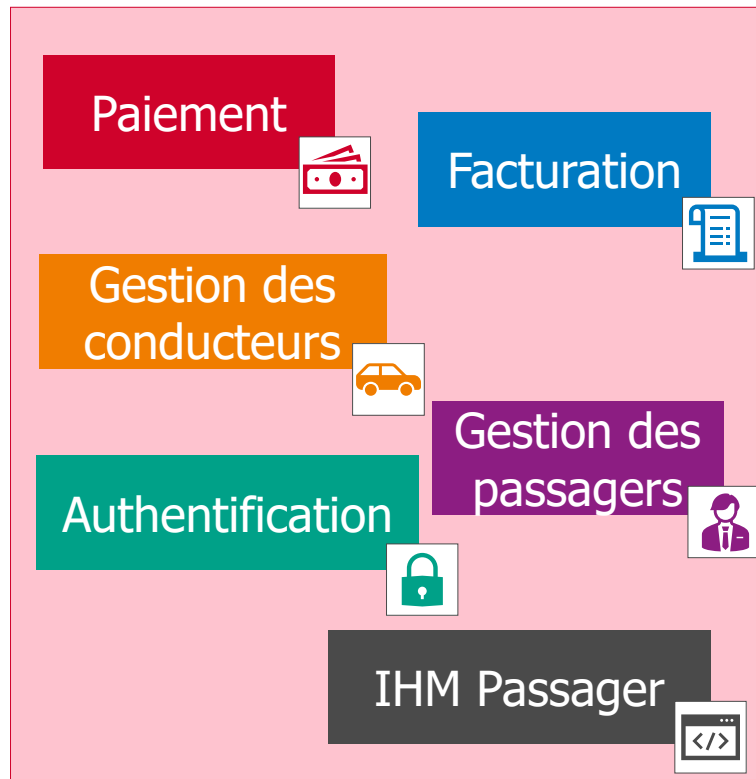 Paiement
Facturation
Gestion des
conducteurs
Gestion des
passagers
Authentification
IHM Passager
</>